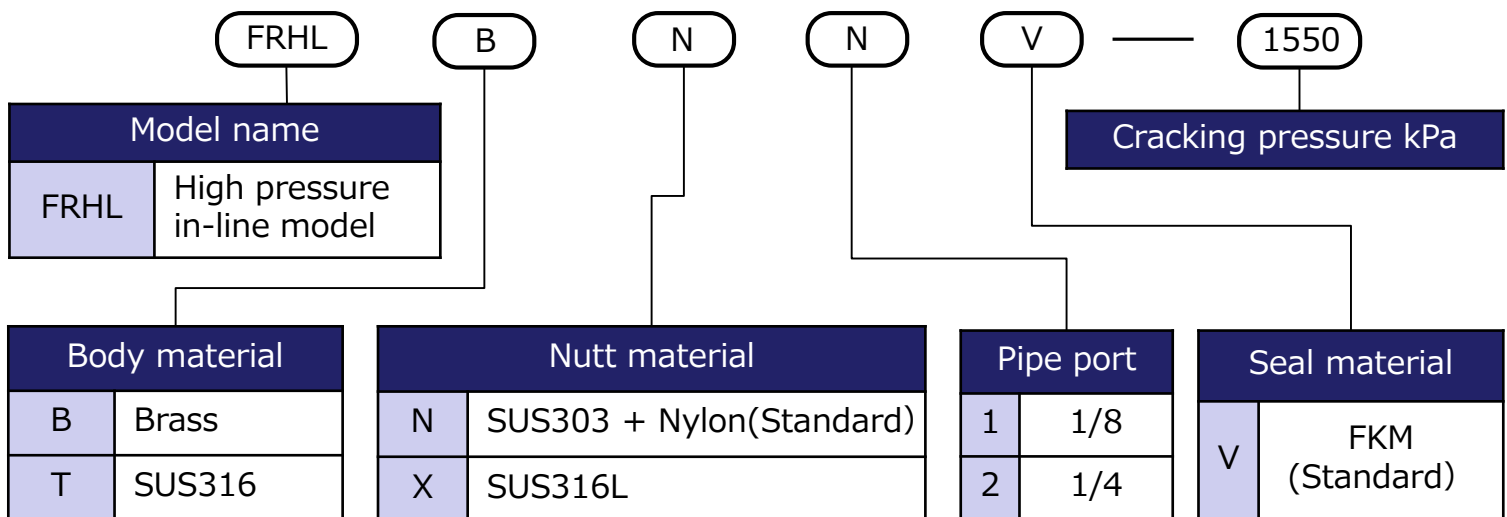 FRHL B N N V — 1550
Model name
FRHL High pressure
in-line model
Cracking pressure kPa
Body material
B Brass
T SUS316
Nutt material
N SUS303 + Nylon(Standard)
X SUS316L
Pipe port
1 1/8
2 1/4
Seal material
V FKM
(Standard)